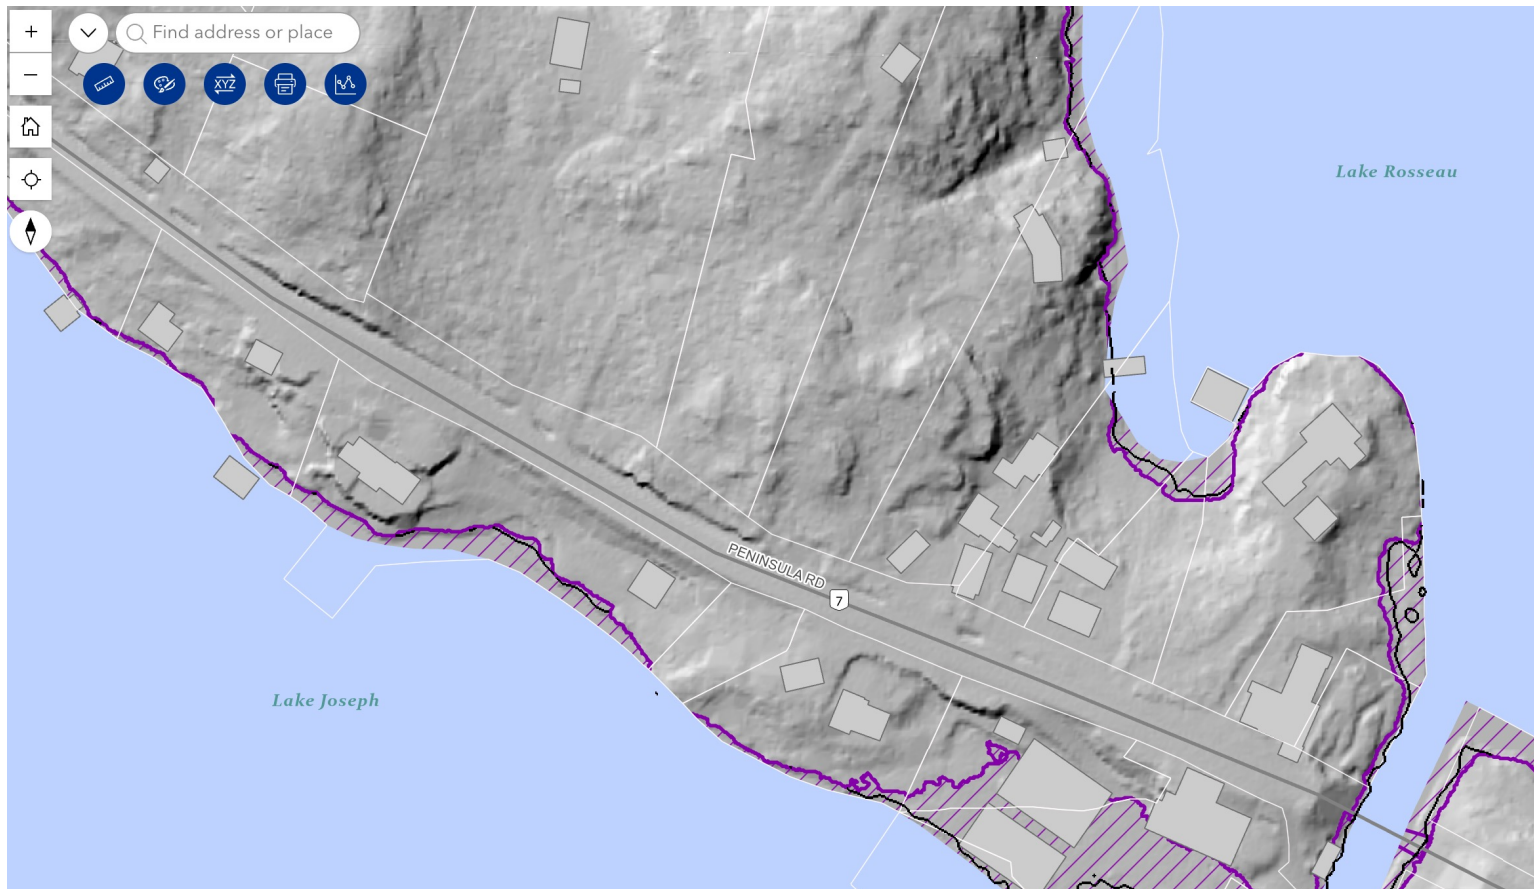 +
Find address or place
−
XYZ
Lake Rosseau
PENINSULA RD
7
Lake Joseph